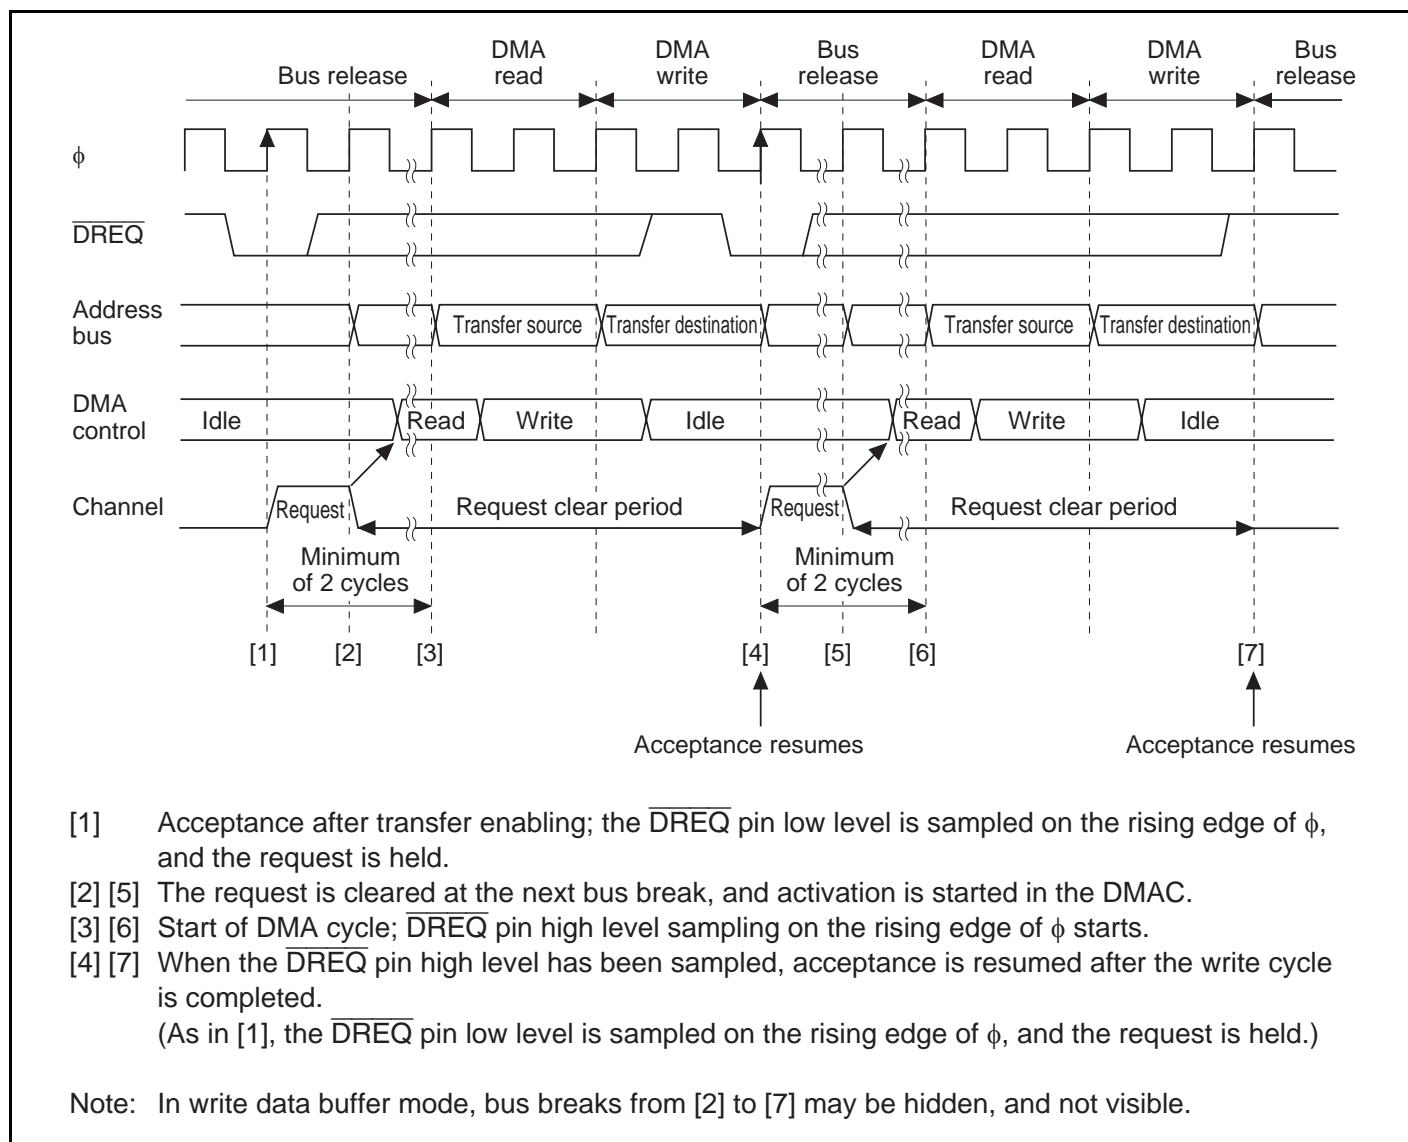 DMA DMA Bus DMA DMA Bus
Bus release read write release read write release
ϕ
DREQ
Address
bus
Transfer source Transfer destination Transfer source Transfer destination
DMA
control
Idle Read Write Idle Read Write Idle
Channel Request Request clear period Request Request clear period
Minimum Minimum
of 2 cycles of 2 cycles
[1] [2] [3] [4] [5] [6] [7]
Acceptance resumes Acceptance resumes
[1] Acceptance after transfer enabling; the DREQ pin low level is sampled on the rising edge of ϕ,
and the request is held.
[2] [5] The request is cleared at the next bus break, and activation is started in the DMAC.
[3] [6] Start of DMA cycle; DREQ pin high level sampling on the rising edge of ϕ starts.
[4] [7] When the DREQ pin high level has been sampled, acceptance is resumed after the write cycle
is completed.
(As in [1], the DREQ pin low level is sampled on the rising edge of ϕ, and the request is held.)
Note: In write data buffer mode, bus breaks from [2] to [7] may be hidden, and not visible.